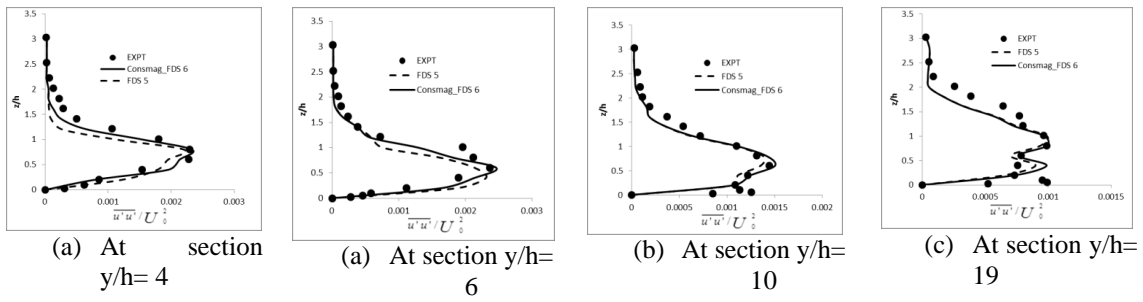 3.5
3
2.5
2
1.5
1
0.5
0
z/h
EXPT
Consmag_FDS 6
FDS 5
0 0.001 0.002 0.003
u'u'/U₀²
(a) At section
y/h= 4
3.5
3
2.5
2
1.5
1
0.5
0
z/h
EXPT
FDS 5
Consmag_FDS 6
0 0.001 0.002 0.003
u'u'/U₀²
(a) At section y/h=
6
3.5
3
2.5
2
1.5
1
0.5
0
z/h
EXPT
FDS 5
Consmag_FDS 6
0 0.0005 0.001 0.0015 0.002
u'u'/U₀²
(b) At section y/h=
10
3.5
3
2.5
2
1.5
1
0.5
0
z/h
EXPT
FDS 5
Consmag_FDS 6
0 0.0005 0.001 0.0015
u'u'/U₀²
(c) At section y/h=
19